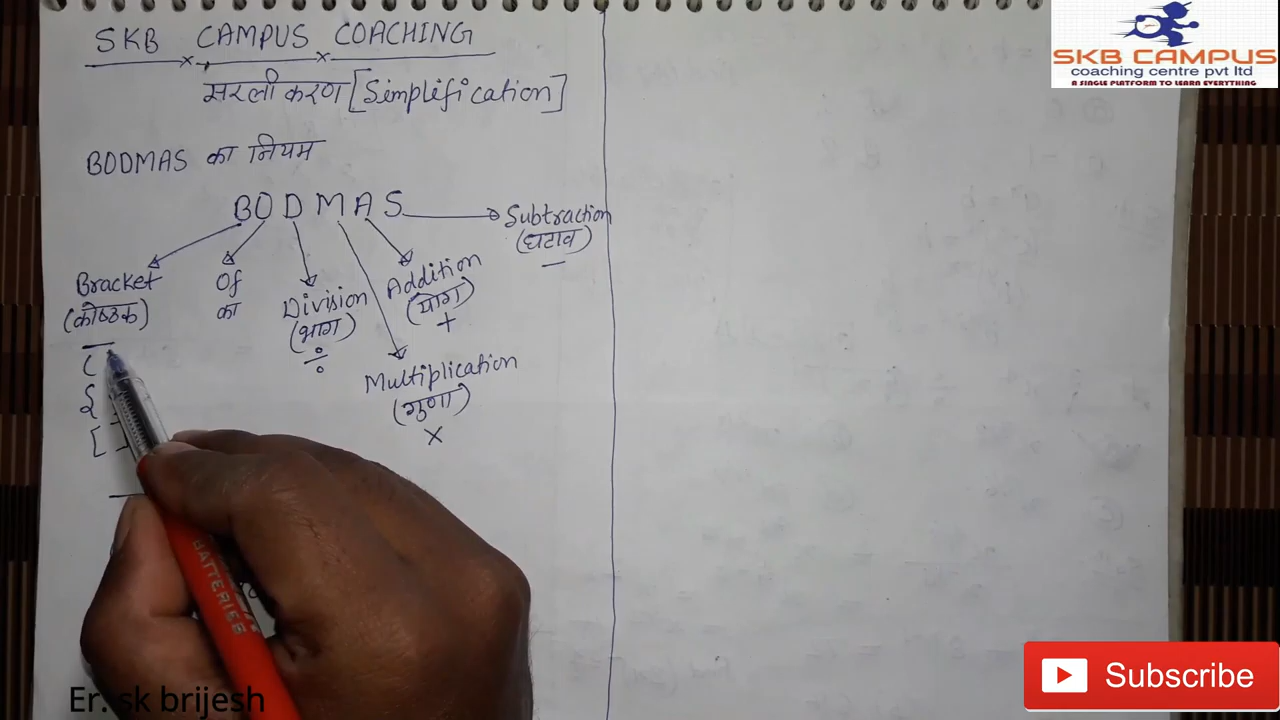 SKB CAMPUS COACHING
सरलीकरण [Simplification]
BODMAS का नियम
BODMAS
Subtraction
(घटाव)
−
Bracket
(कोष्ठक)
Of
का
Division
(भाग)
÷
Addition
(योग)
+
Multiplication
(गुणा)
×
(
{
[
BATTERIES
SKB CAMPUS
coaching centre pvt ltd
A SINGLE PLATFORM TO LEARN EVERYTHING
Subscribe
Er. sk brijesh